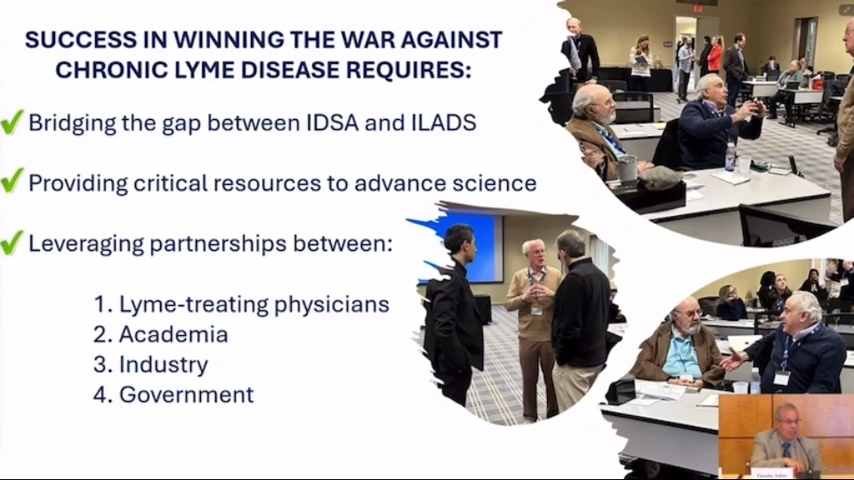 SUCCESS IN WINNING THE WAR AGAINST
CHRONIC LYME DISEASE REQUIRES:
Bridging the gap between IDSA and ILADS
Providing critical resources to advance science
Leveraging partnerships between:
1. Lyme-treating physicians
2. Academia
3. Industry
4. Government